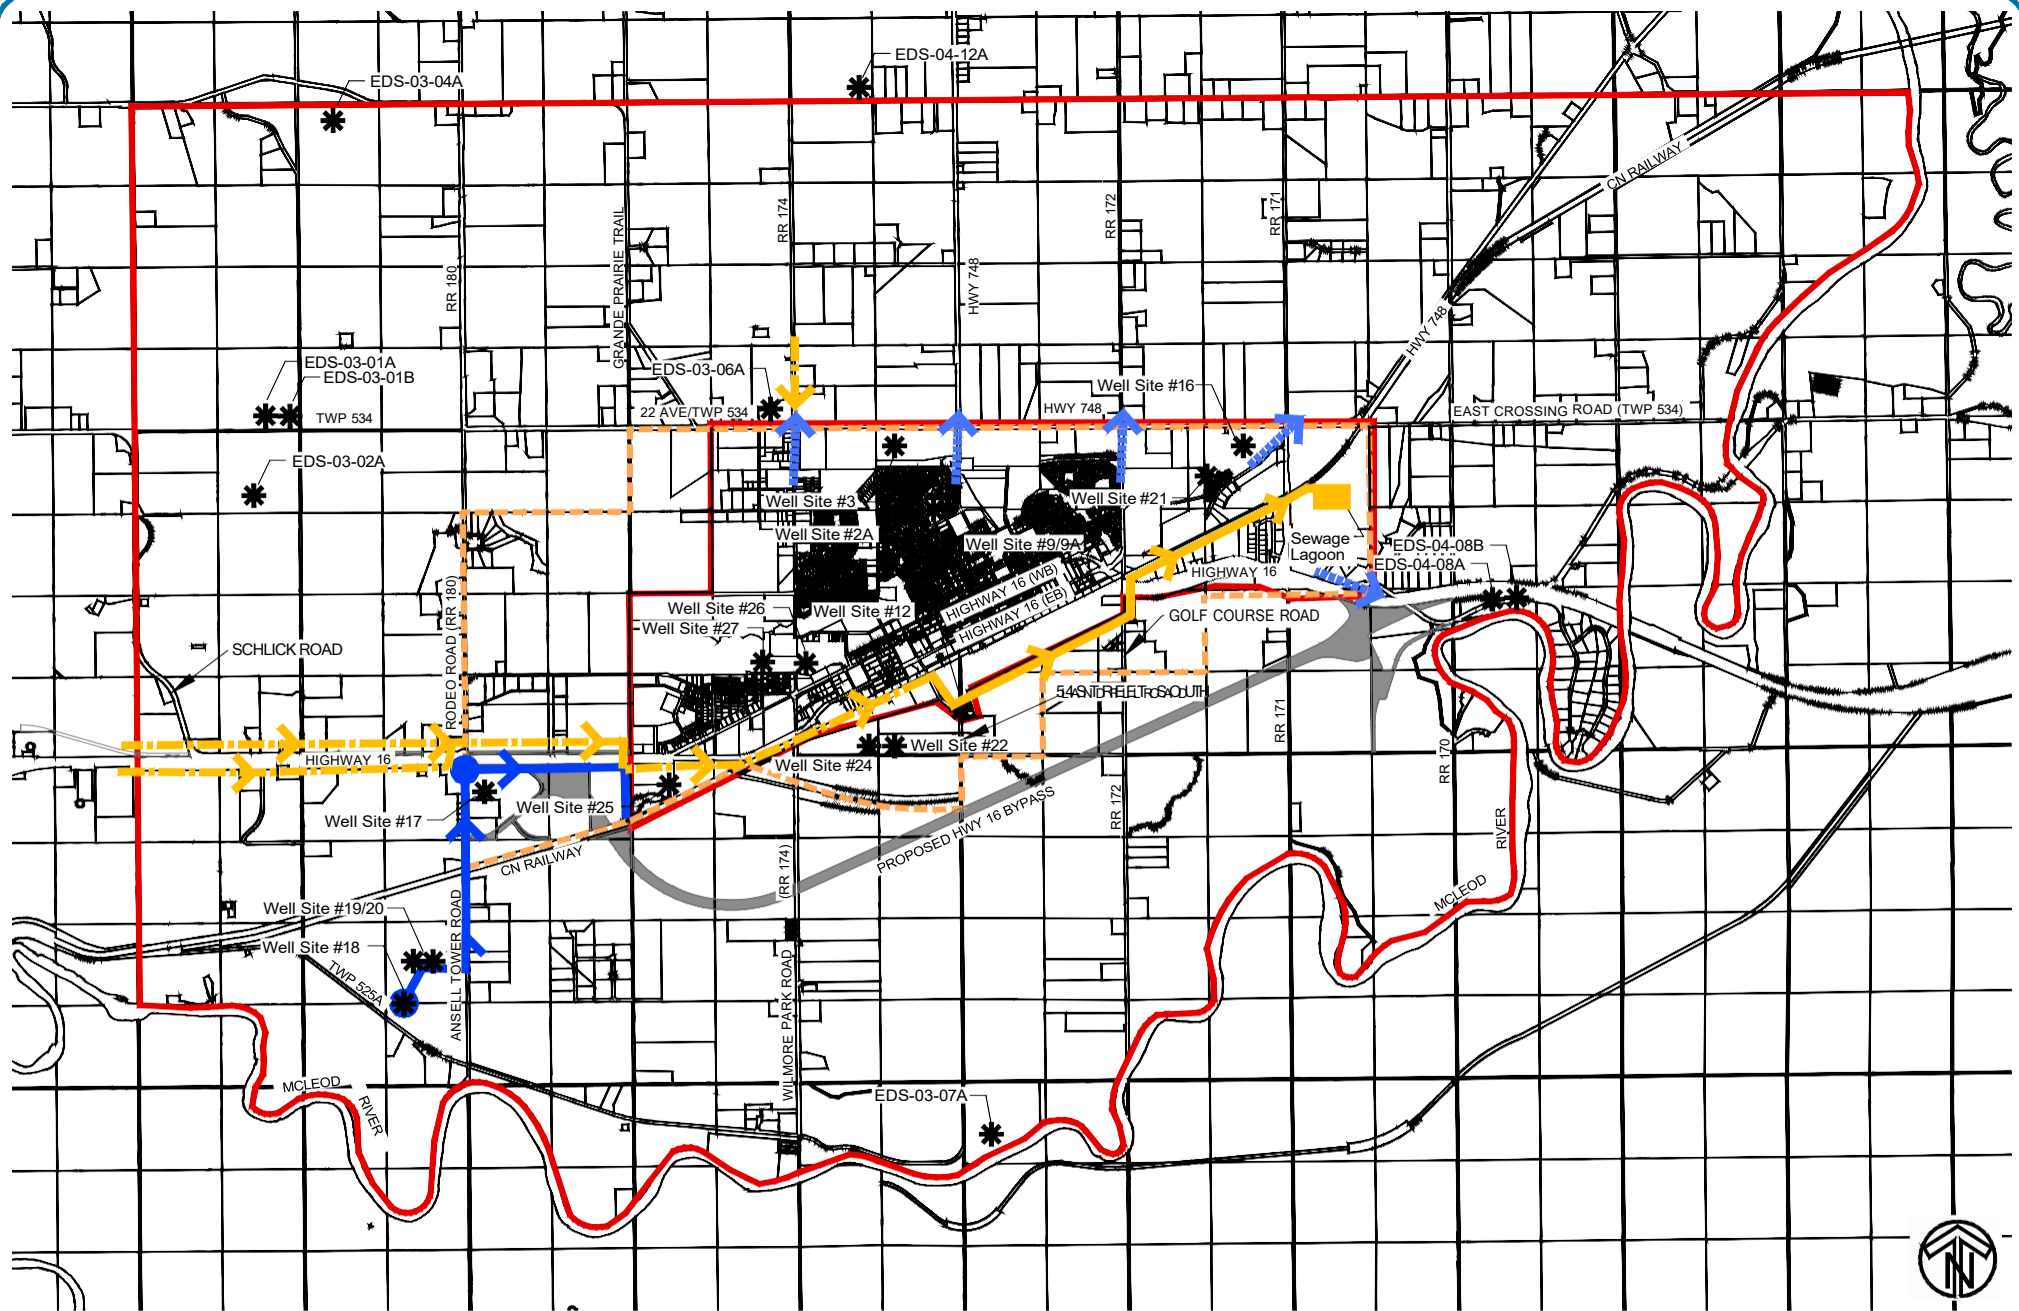 EDS-04-12A
EDS-03-04A
CN RAILWAY
RR 174
RR 172
RR 171
GRANDE PRAIRIE TRAIL
RR 180
HWY 748
HWY 748
EDS-03-01A
EDS-03-01B
EDS-03-06A
Well Site #16
TWP 534
22 AVE/TWP 534
HWY 748
EAST CROSSING ROAD (TWP 534)
EDS-03-02A
Well Site #3
Well Site #21
Well Site #2A
Well Site #9/9A
Sewage
Lagoon
EDS-04-08B
EDS-04-08A
HIGHWAY 16
HIGHWAY 16 (WB)
HIGHWAY 16 (EB)
Well Site #26
Well Site #12
Well Site #27
GOLF COURSE ROAD
SCHLICK ROAD
RODEO ROAD (RR 180)
RR 171
Well Site #22
HIGHWAY 16
Well Site #24
RR 170
Well Site #25
Well Site #17
RR 172
PROPOSED HWY 16 BYPASS
RIVER
CN RAILWAY
(RR 174)
MCLEOD
Well Site #19/20
Well Site #18
TWP 525A
ANSELL TOWER ROAD
WILMORE PARK ROAD
MCLEOD
RIVER
EDS-03-07A
N